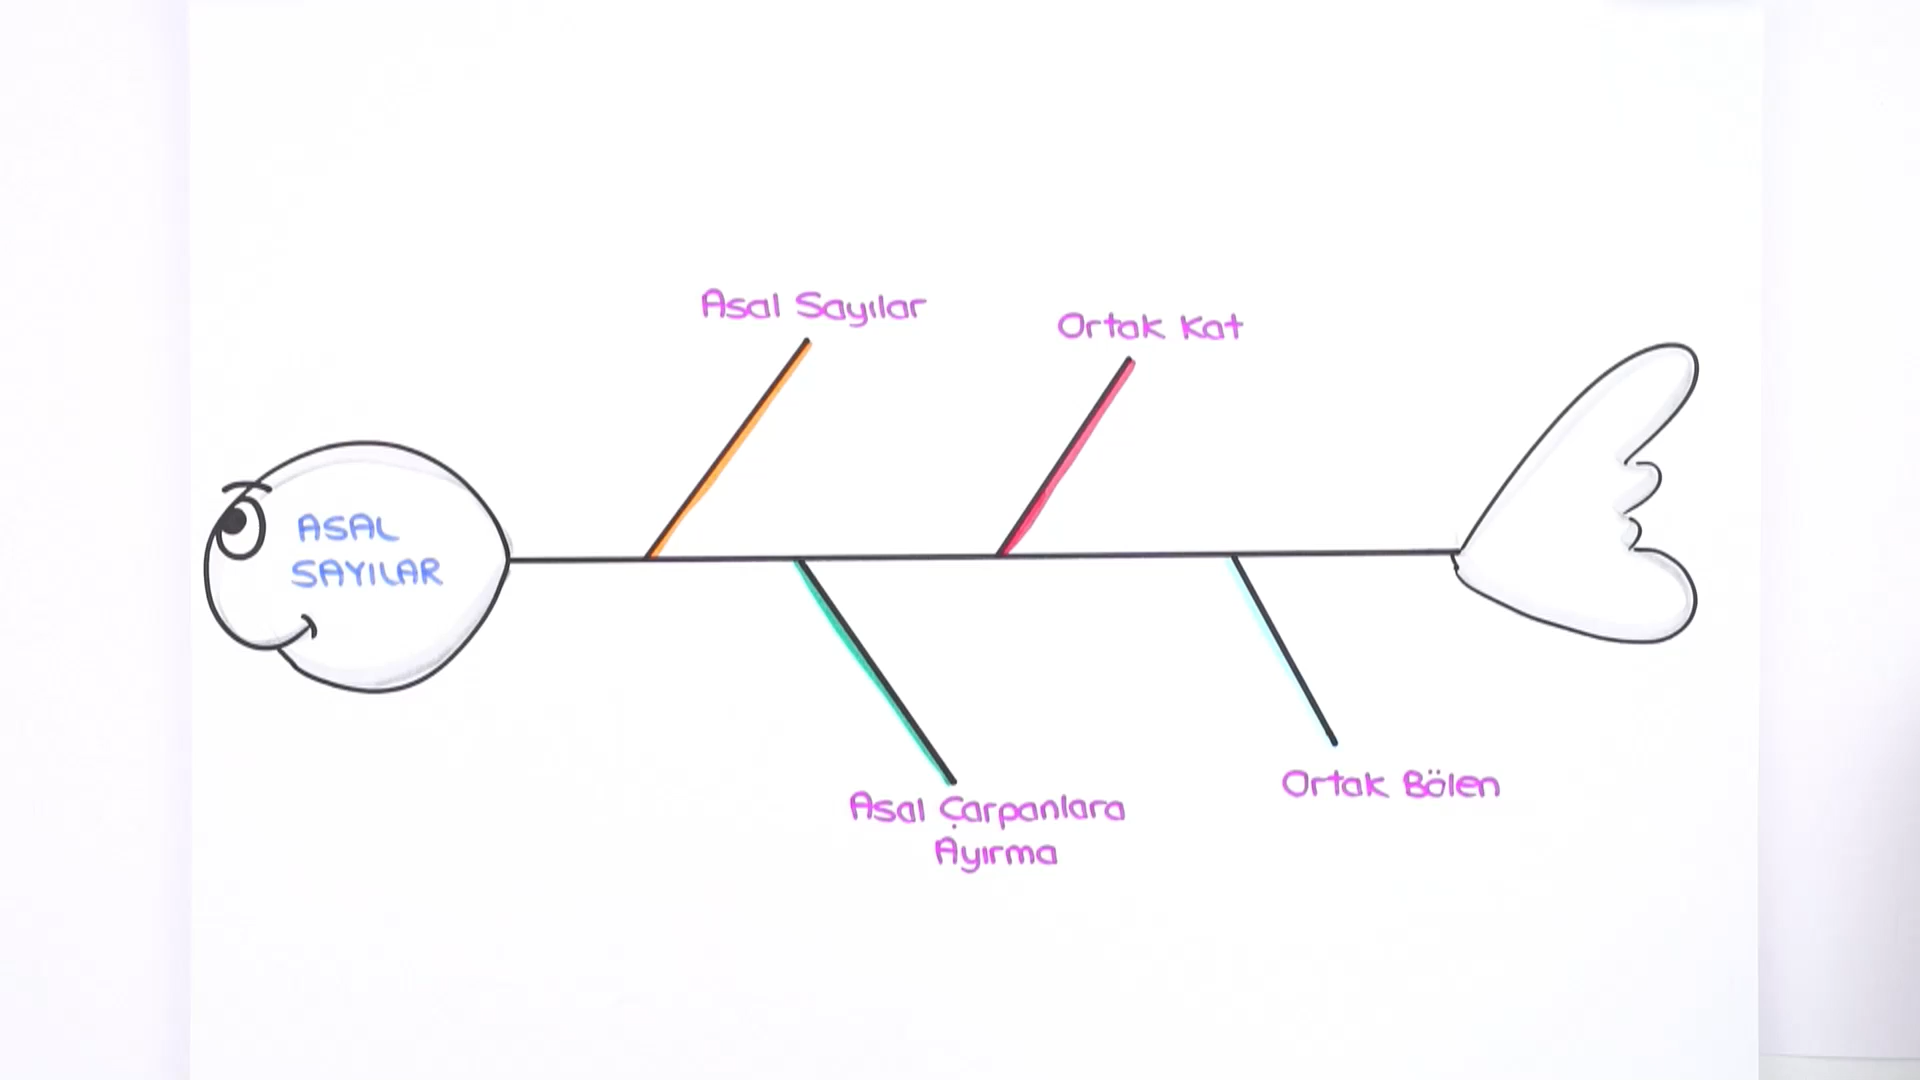 ASAL
SAYILAR
Asal Sayılar
Ortak Kat
Asal Çarpanlara
Ayırma
Ortak Bölen